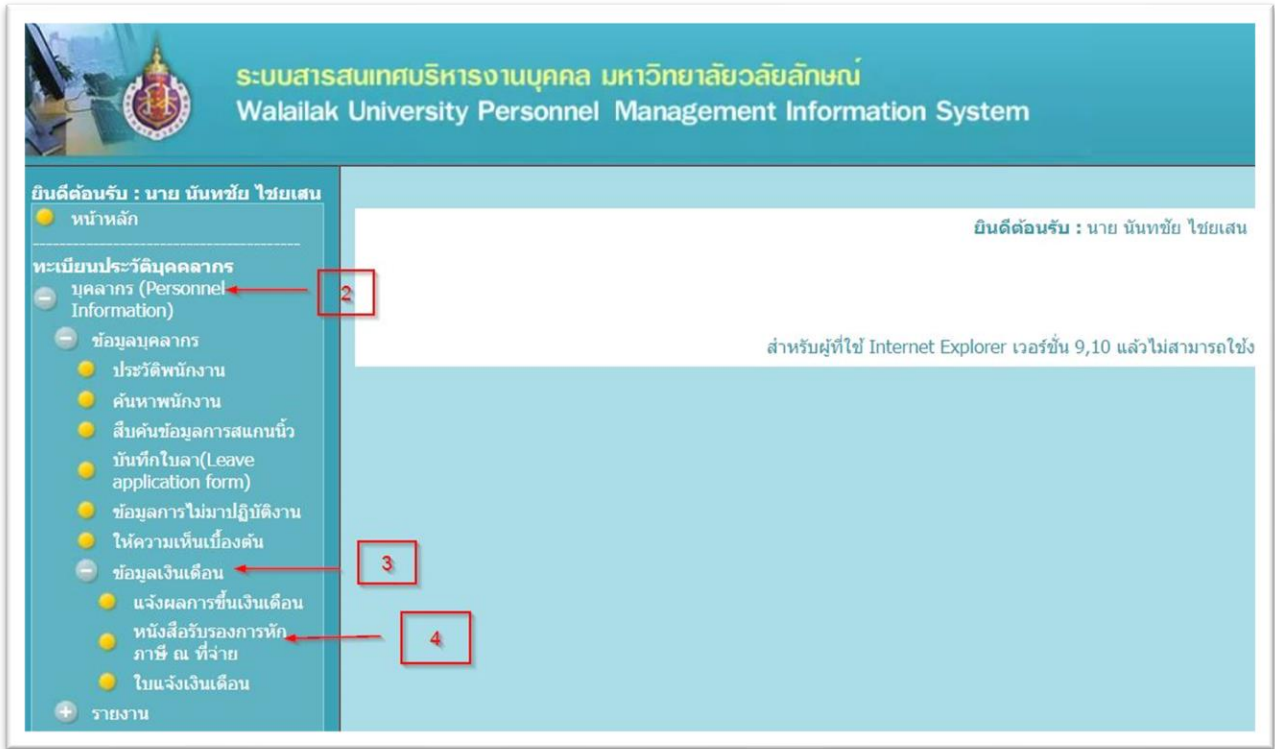 ระบบสารสนเทศบริหารงานบุคคล มหาวิทยาลัยวลัยลักษณ์
Walailak University Personnel Management Information System
ยินดีต้อนรับ : นาย นันทชัย ไชยเสน
หน้าหลัก
ทะเบียนประวัติบุคคลากร
บุคลากร (Personnel
Information)
2
ข้อมูลบุคลากร
ประวัติพนักงาน
ค้นหาพนักงาน
สืบค้นข้อมูลการสแกนนิ้ว
บันทึกใบลา(Leave
application form)
ข้อมูลการไม่มาปฏิบัติงาน
ให้ความเห็นเบื้องต้น
ข้อมูลเงินเดือน
3
แจ้งผลการขึ้นเงินเดือน
หนังสือรับรองการหัก
ภาษี ณ ที่จ่าย
4
ใบแจ้งเงินเดือน
รายงาน
ยินดีต้อนรับ : นาย นันทชัย ไชยเสน
สำหรับผู้ที่ใช้ Internet Explorer เวอร์ชั่น 9,10 แล้วไม่สามารถใช้ง